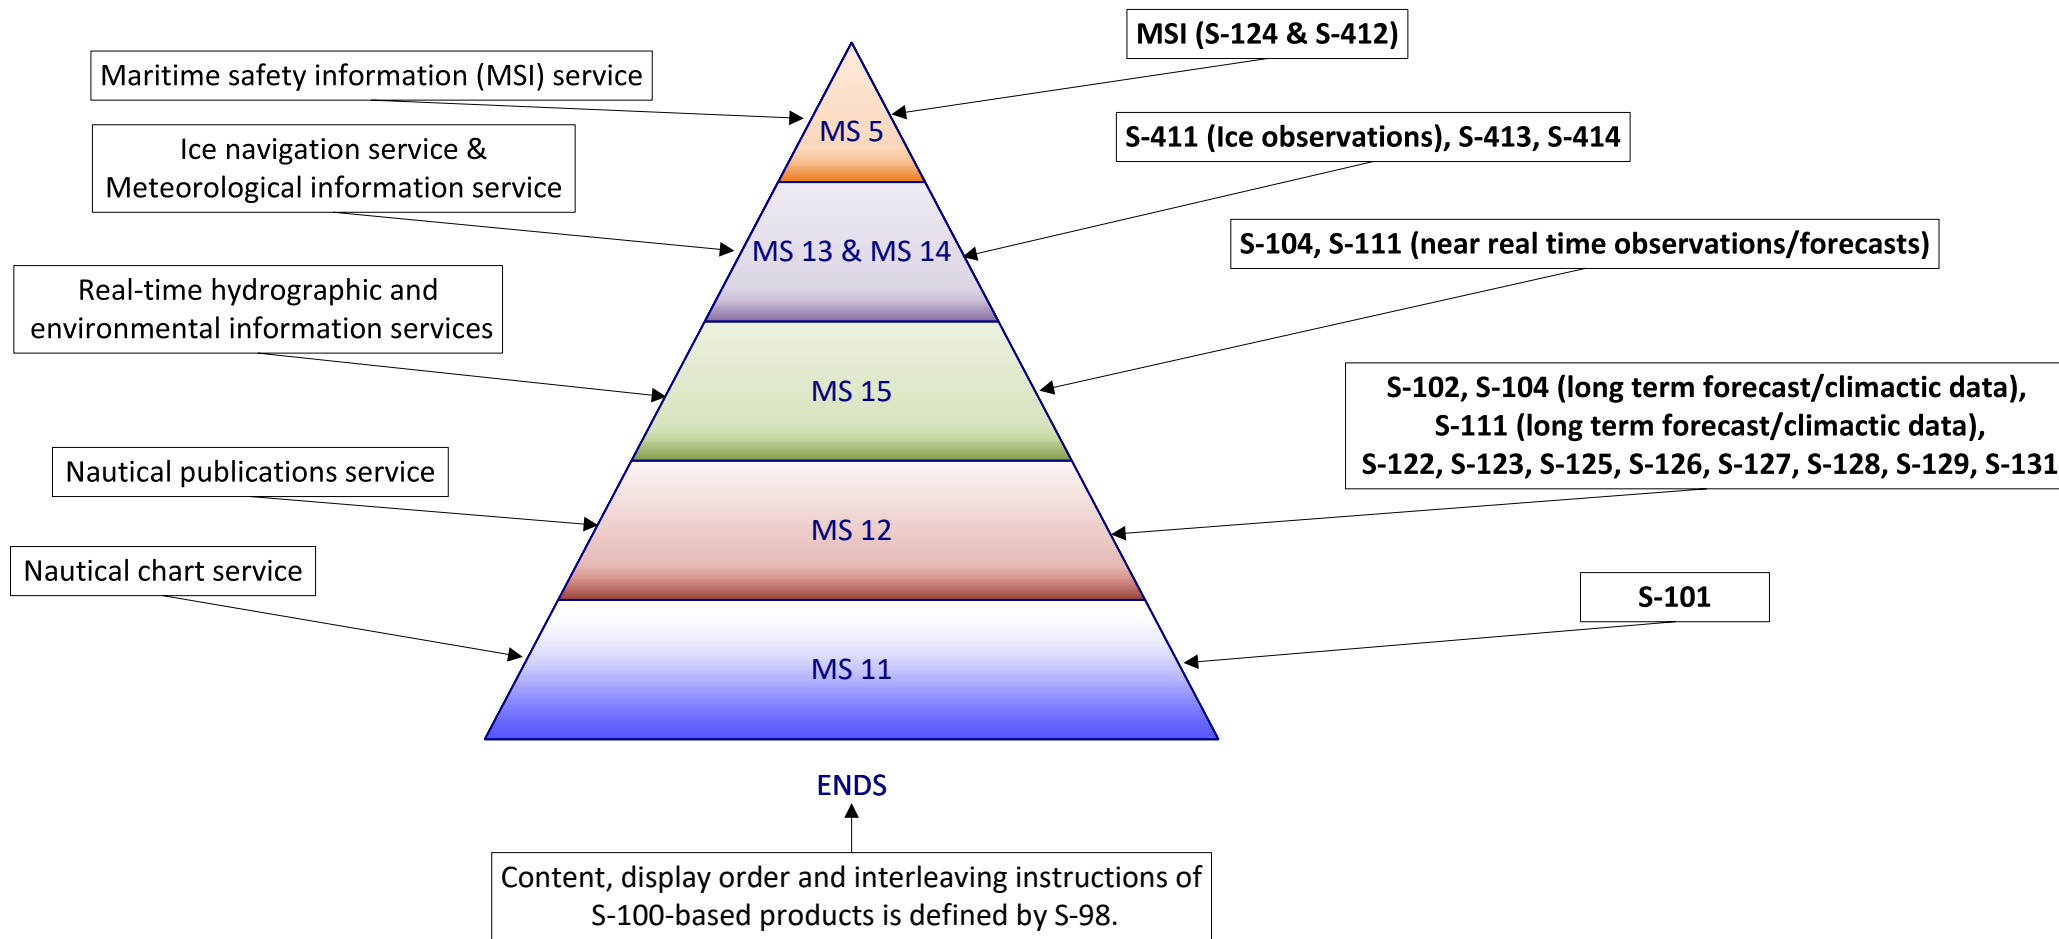 MSI (S-124 & S-412)
Maritime safety information (MSI) service
MS 5
S-411 (Ice observations), S-413, S-414
Ice navigation service &
Meteorological information service
MS 13 & MS 14
S-104, S-111 (near real time observations/forecasts)
Real-time hydrographic and
environmental information services
MS 15
S-102, S-104 (long term forecast/climactic data),
S-111 (long term forecast/climactic data),
S-122, S-123, S-125, S-126, S-127, S-128, S-129, S-131
Nautical publications service
MS 12
Nautical chart service
S-101
MS 11
ENDS
Content, display order and interleaving instructions of
S-100-based products is defined by S-98.